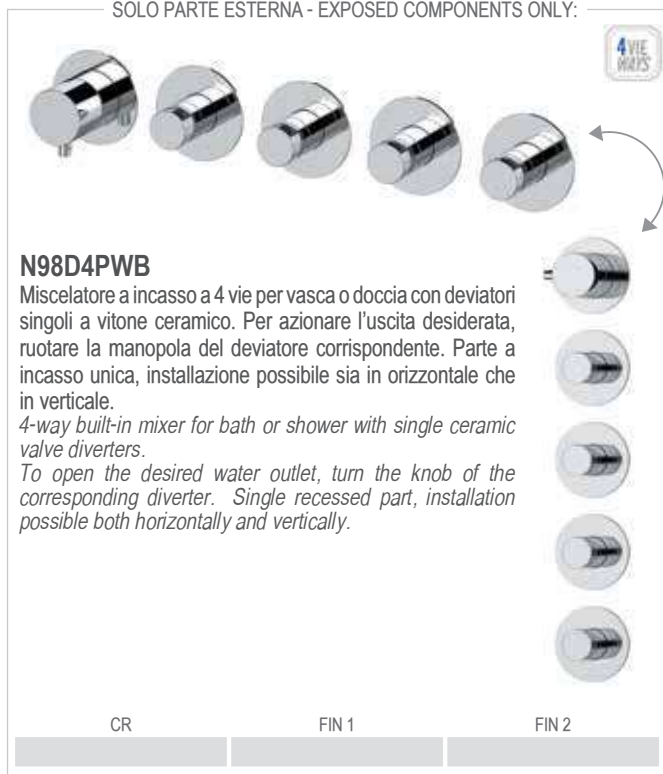 SOLO PARTE ESTERNA - EXPOSED COMPONENTS ONLY:
4 VIE
WAYS
N98D4PWB
Miscelatore a incasso a 4 vie per vasca o doccia con deviatori
singoli a vitone ceramico. Per azionare l'uscita desiderata,
ruotare la manopola del deviatore corrispondente. Parte a
incasso unica, installazione possibile sia in orizzontale che
in verticale.
4-way built-in mixer for bath or shower with single ceramic
valve diverters.
To open the desired water outlet, turn the knob of the
corresponding diverter. Single recessed part, installation
possible both horizontally and vertically.
CR FIN 1 FIN 2